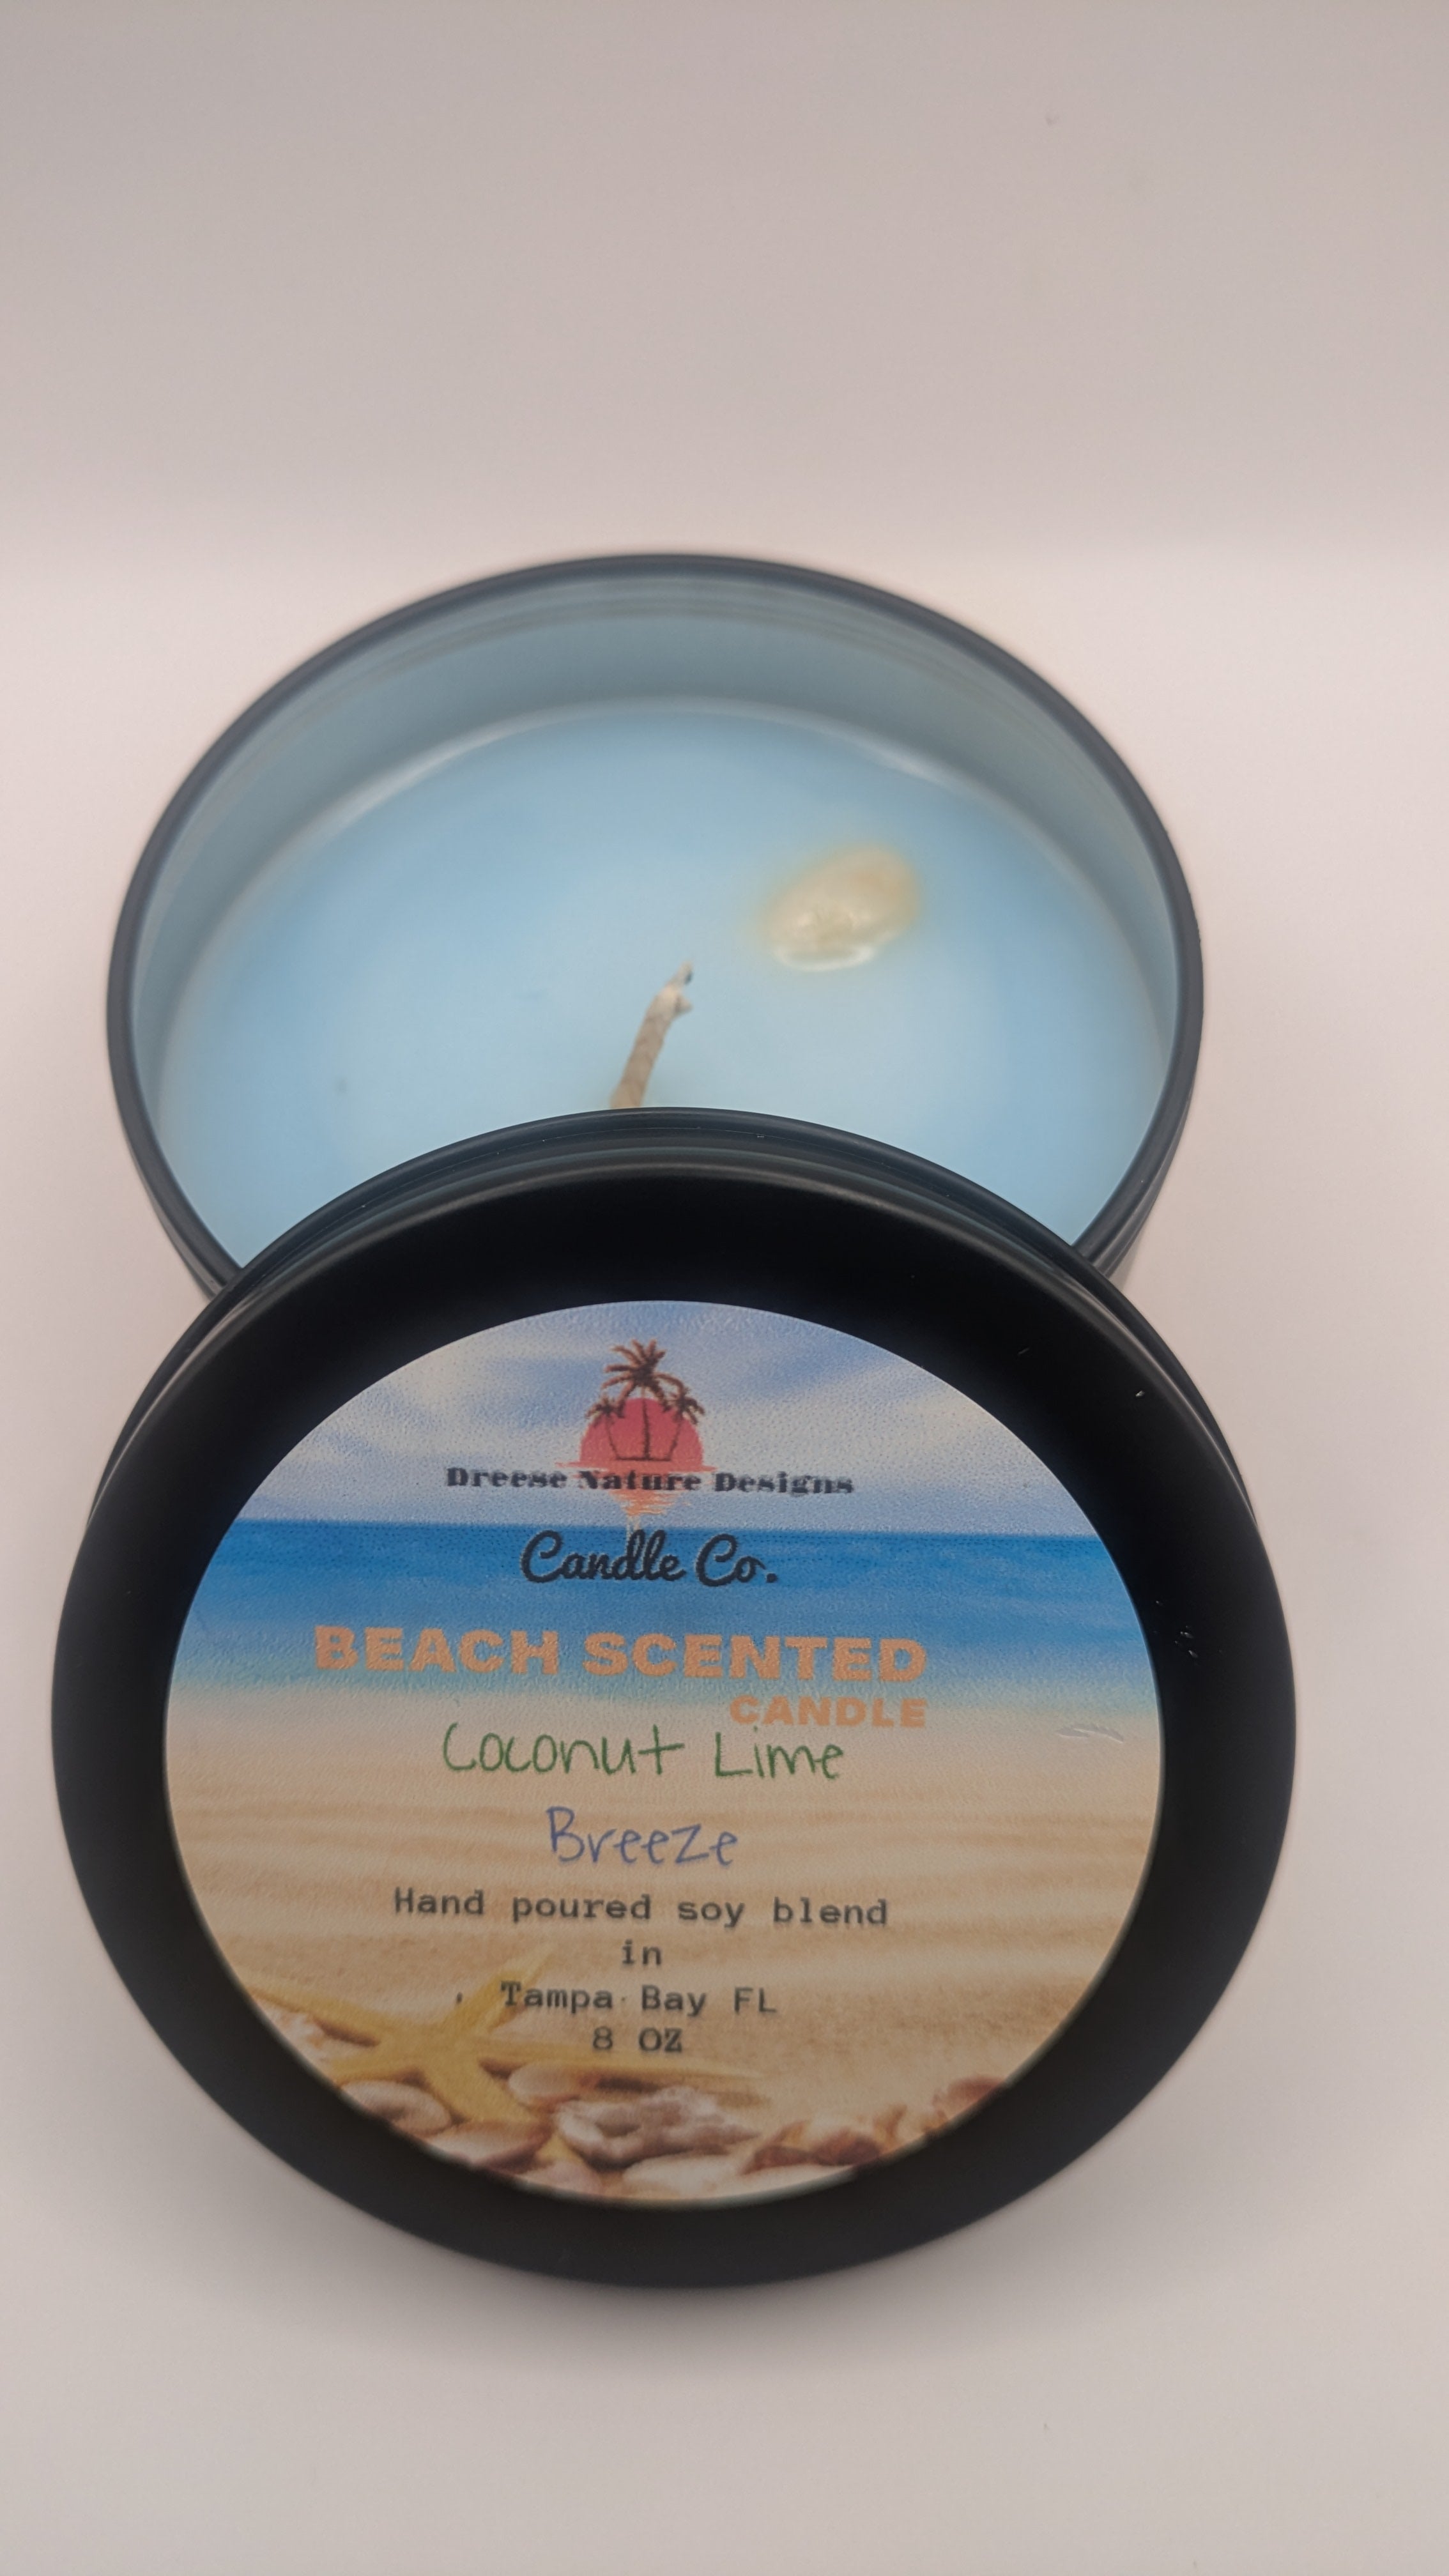 Dreese Nature Designs
Candle Co.
BEACH SCENTED
CANDLE
Coconut Lime
Breeze
Hand poured soy blend
in
Tampa Bay FL
8 OZ